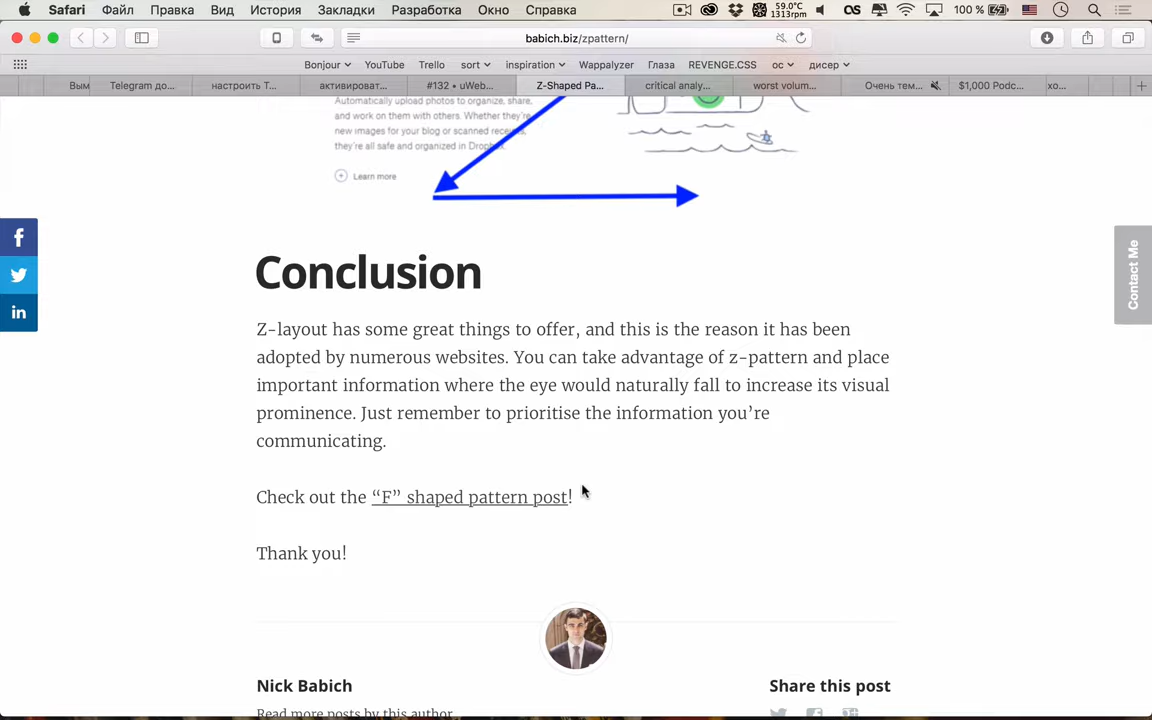 Safari Файл Правка Вид История Закладки Разработка Окно Справка 59.0°C 1313rpm 100 %
babich.biz/zpattern/
Bonjour YouTube Trello sort inspiration Wappalyzer Глаза REVENGE.CSS ос дисер
Вым Telegram до... настроить Т... активироват... #132 • uWeb... Z-Shaped Pa... critical analy... worst volum... Очень тем... $1,000 Podc... хо...
Automatically upload photos to organize, share,
and work on them with others. Whether they're
new images for your blog or scanned receipts,
they're all safe and organized in Dropbox.
Learn more
Conclusion
Z-layout has some great things to offer, and this is the reason it has been
adopted by numerous websites. You can take advantage of z-pattern and place
important information where the eye would naturally fall to increase its visual
prominence. Just remember to prioritise the information you’re
communicating.
Check out the “F” shaped pattern post!
Thank you!
Contact Me
Nick Babich
Share this post
Read more posts by this author.